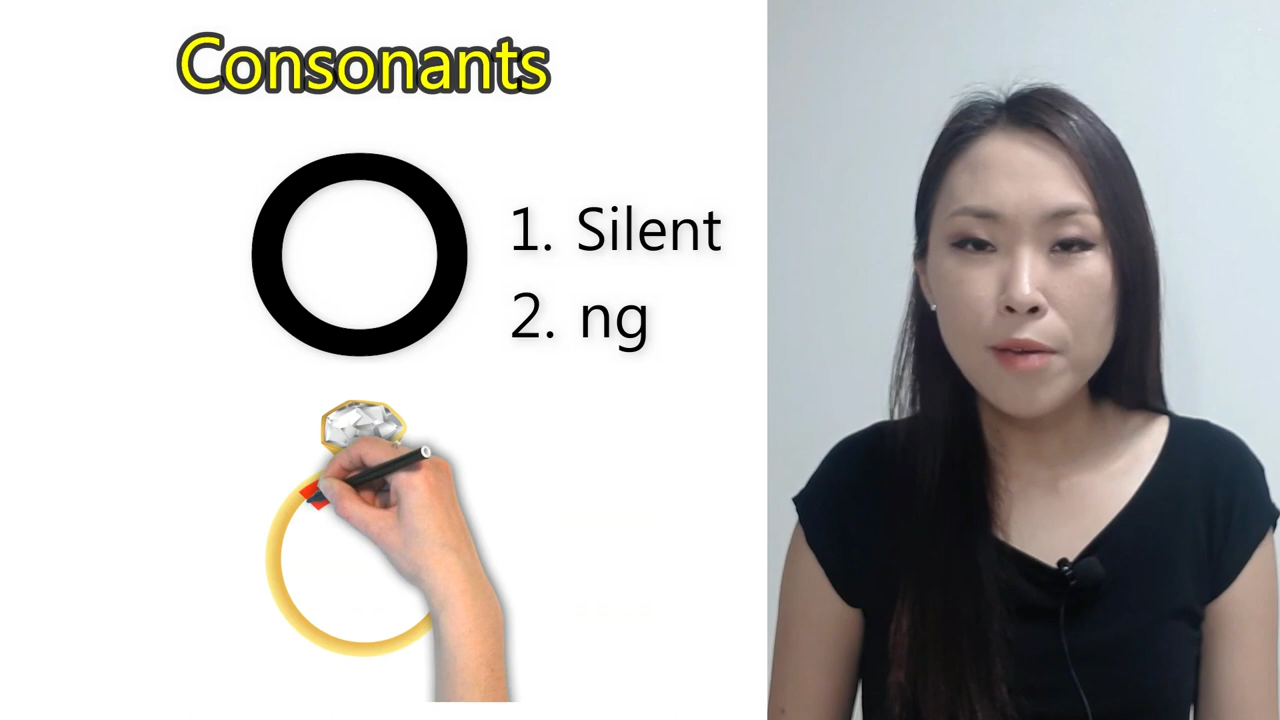 Consonants
ㅇ
1. Silent
2. ng